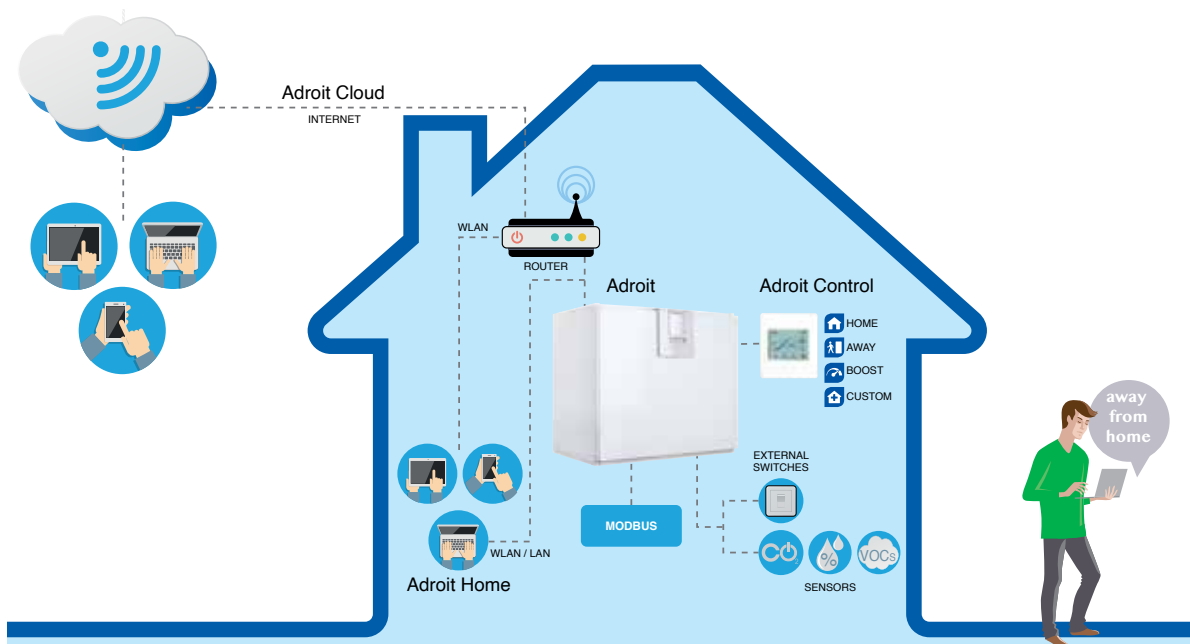 Adroit Cloud
INTERNET
WLAN
ROUTER
Adroit
Adroit Control
HOME
AWAY
BOOST
CUSTOM
away
from
home
EXTERNAL
SWITCHES
MODBUS
WLAN / LAN
Adroit Home
CO
%
VOCs
SENSORS